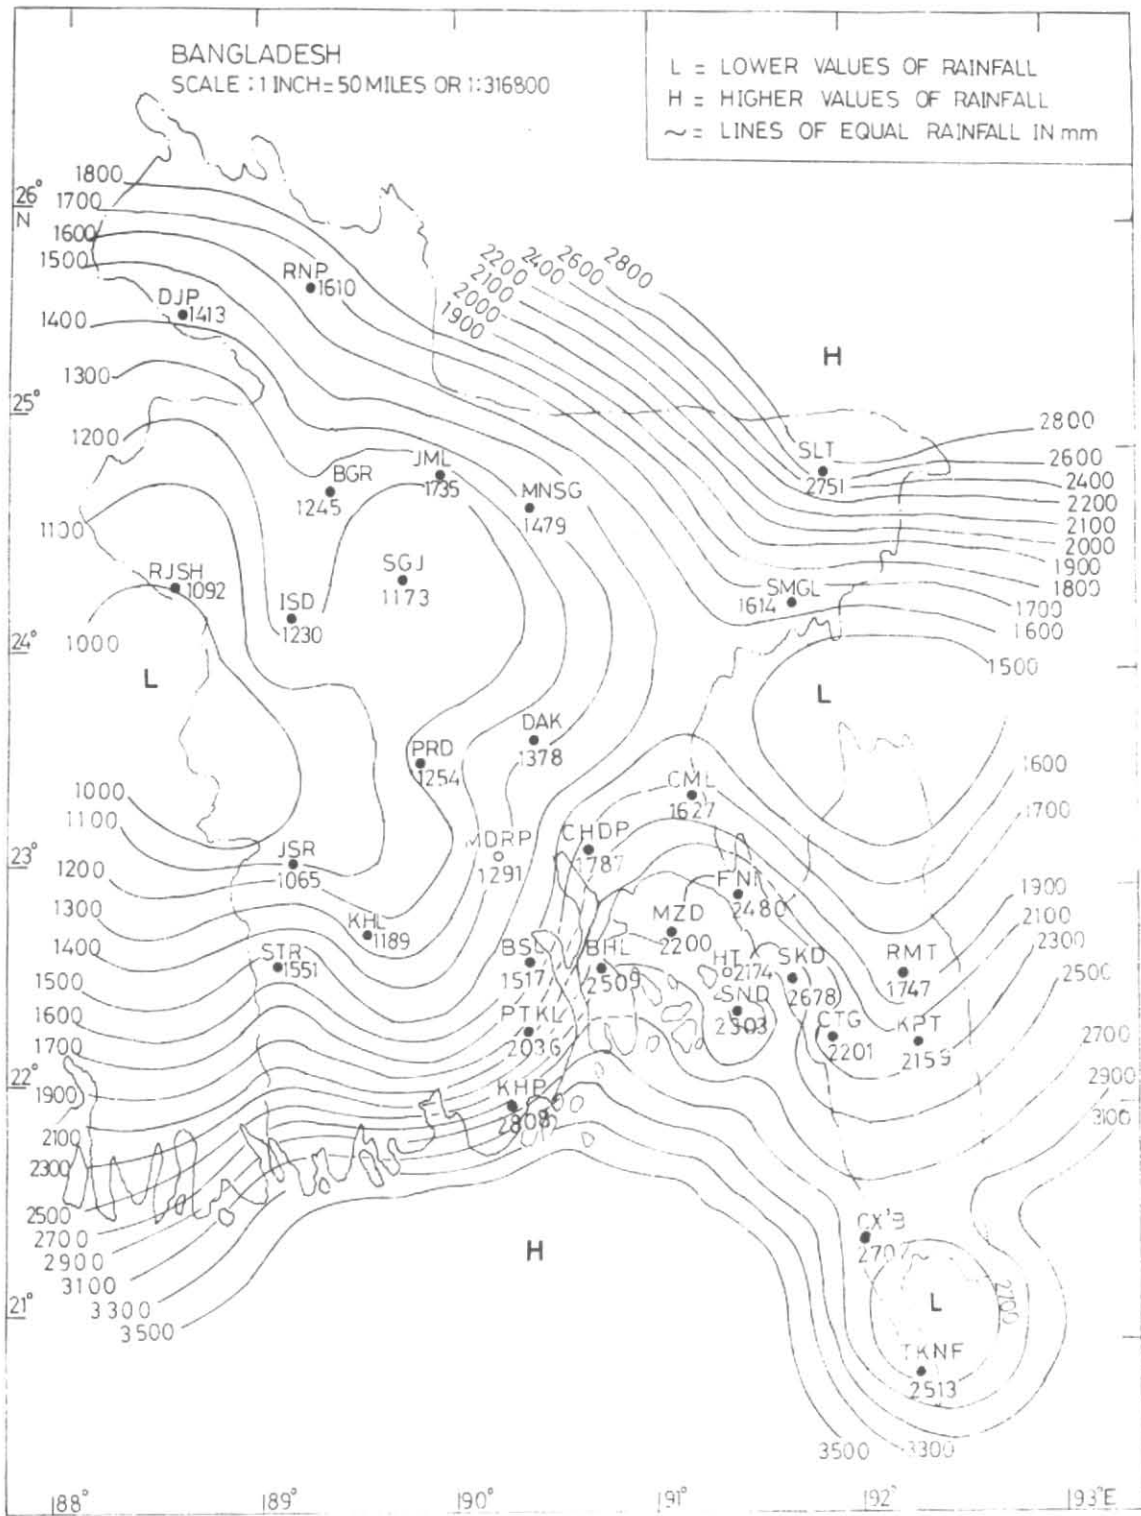 BANGLADESH
SCALE : 1 INCH = 50 MILES OR 1:316800
L = LOWER VALUES OF RAINFALL
H = HIGHER VALUES OF RAINFALL
~ = LINES OF EQUAL RAINFALL IN mm
26°
N
1800
1700
1600
1500
1400
1300
1200
1100
1000
2200
2100
2000
1900
2400
2600
2800
RNP
1610
DJP
1413
H
25°
2800
2600
2400
2200
2100
2000
1900
1800
1700
1600
1500
SLT
2751
JML
1735
BGR
1245
MNSG
1479
RJSH
1092
SGJ
1173
ISD
1230
SMGL
1614
24°
L
L
DAK
1378
PRD
1254
CML
1627
1600
1700
1000
1100
1200
1300
1400
1500
1600
1700
1900
2100
2300
2500
2700
2900
3100
3300
3500
MDRP
1291
CHDP
1787
23°
JSR
1065
FNI
2480
1900
2100
2300
2500
2700
2900
3100
KHL
1189
MZD
2200
STR
1551
BSL
1517
BHL
2509
HT
2174
SKD
2678
RMT
1747
SND
2303
PTKL
2036
CTG
2201
KPT
2159
22°
KHP
2808
CX'B
2707
H
L
2700
21°
TKNF
2513
3500
3300
88°
89°
90°
91°
92°
93°E